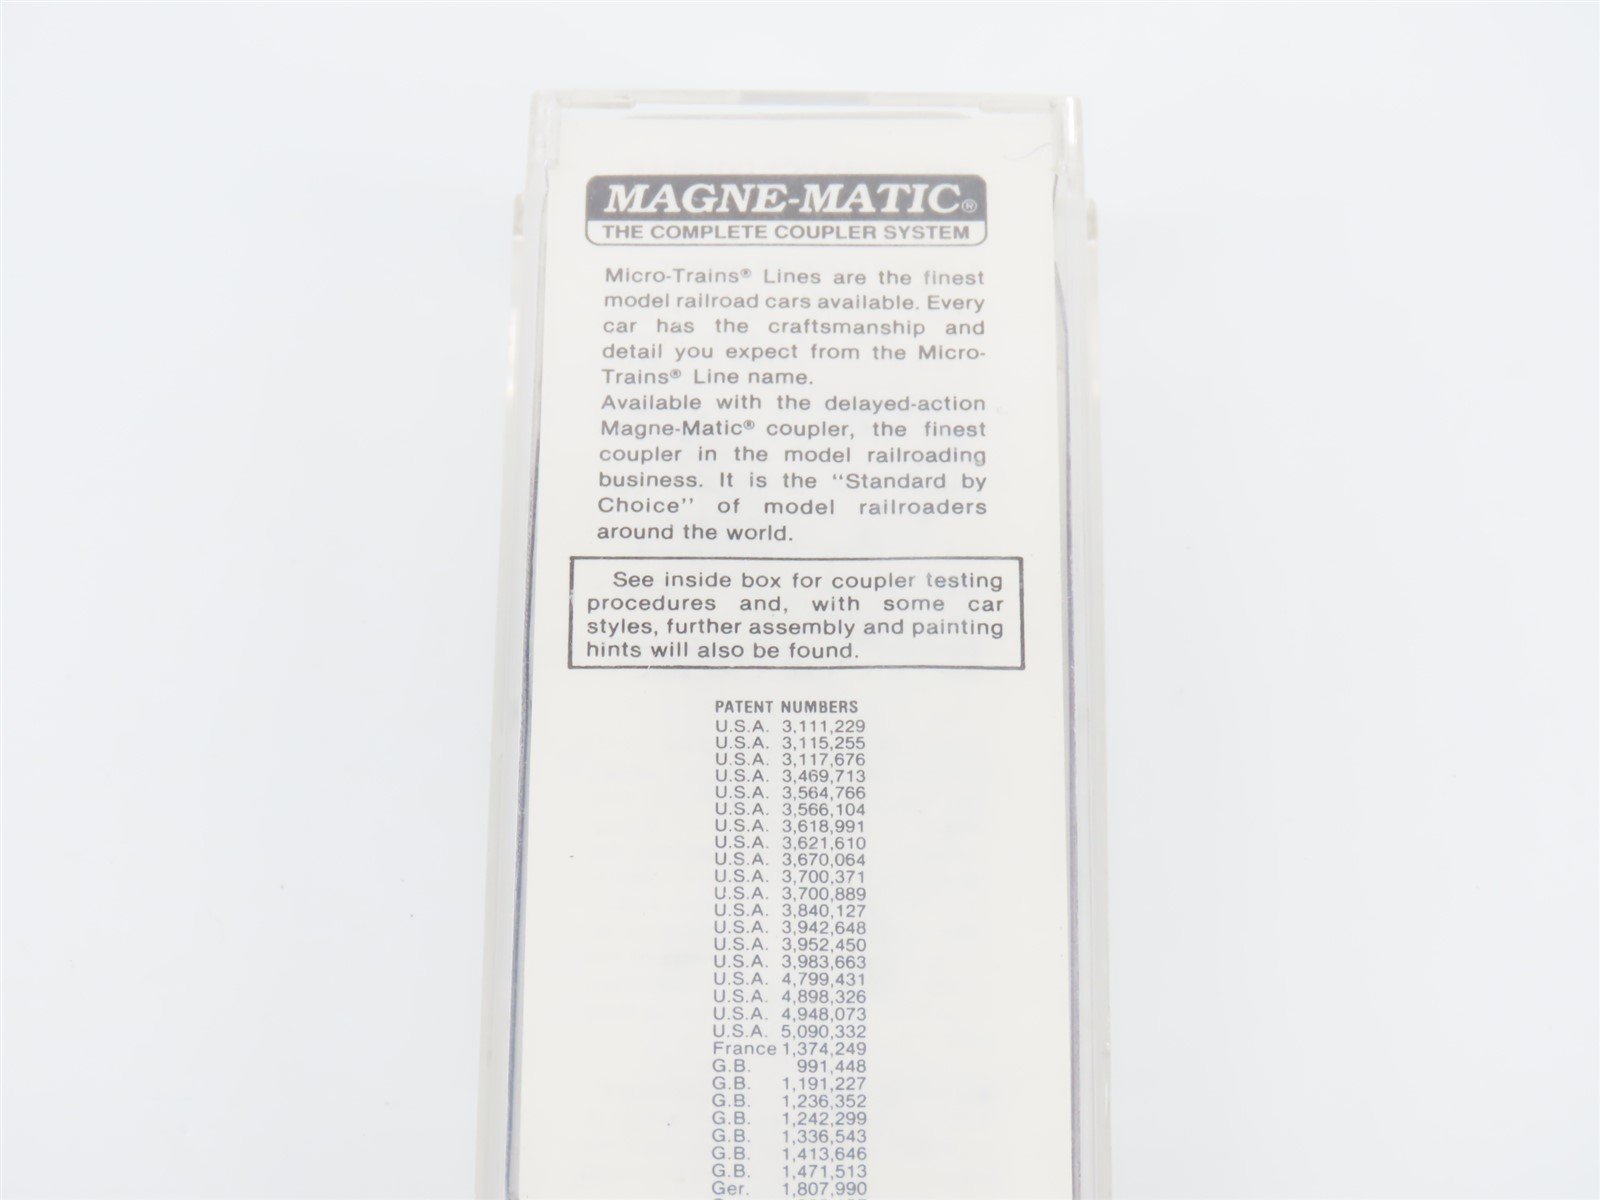 MAGNE-MATIC®
THE COMPLETE COUPLER SYSTEM
Micro-Trains® Lines are the finest
model railroad cars available. Every
car has the craftsmanship and
detail you expect from the Micro-
Trains® Line name.
Available with the delayed-action
Magne-Matic® coupler, the finest
coupler in the model railroading
business. It is the “Standard by
Choice” of model railroaders
around the world.
See inside box for coupler testing
procedures and, with some car
styles, further assembly and painting
hints will also be found.
PATENT NUMBERS
U.S.A. 3,111,229
U.S.A. 3,115,255
U.S.A. 3,117,676
U.S.A. 3,469,713
U.S.A. 3,564,766
U.S.A. 3,566,104
U.S.A. 3,618,991
U.S.A. 3,621,610
U.S.A. 3,670,064
U.S.A. 3,700,371
U.S.A. 3,700,889
U.S.A. 3,840,127
U.S.A. 3,942,648
U.S.A. 3,952,450
U.S.A. 3,983,663
U.S.A. 4,799,431
U.S.A. 4,898,326
U.S.A. 4,948,073
U.S.A. 5,090,332
France 1,374,249
G.B. 991,448
G.B. 1,191,227
G.B. 1,236,352
G.B. 1,242,299
G.B. 1,336,543
G.B. 1,413,646
G.B. 1,471,513
Ger. 1,807,990